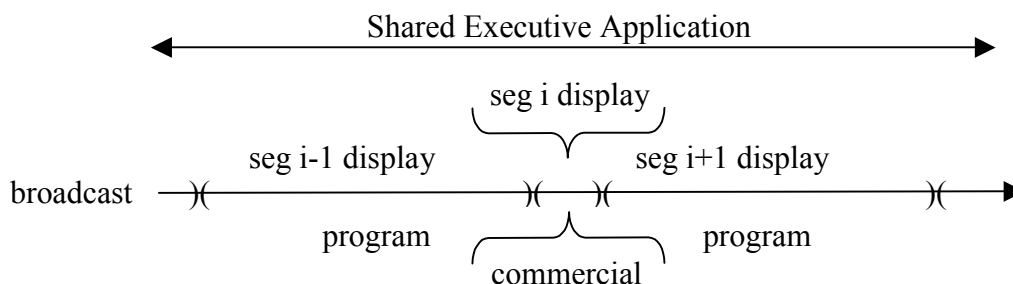 Shared Executive Application
seg i display
seg i-1 display seg i+1 display
broadcast )( )( )( )(
program program
commercial